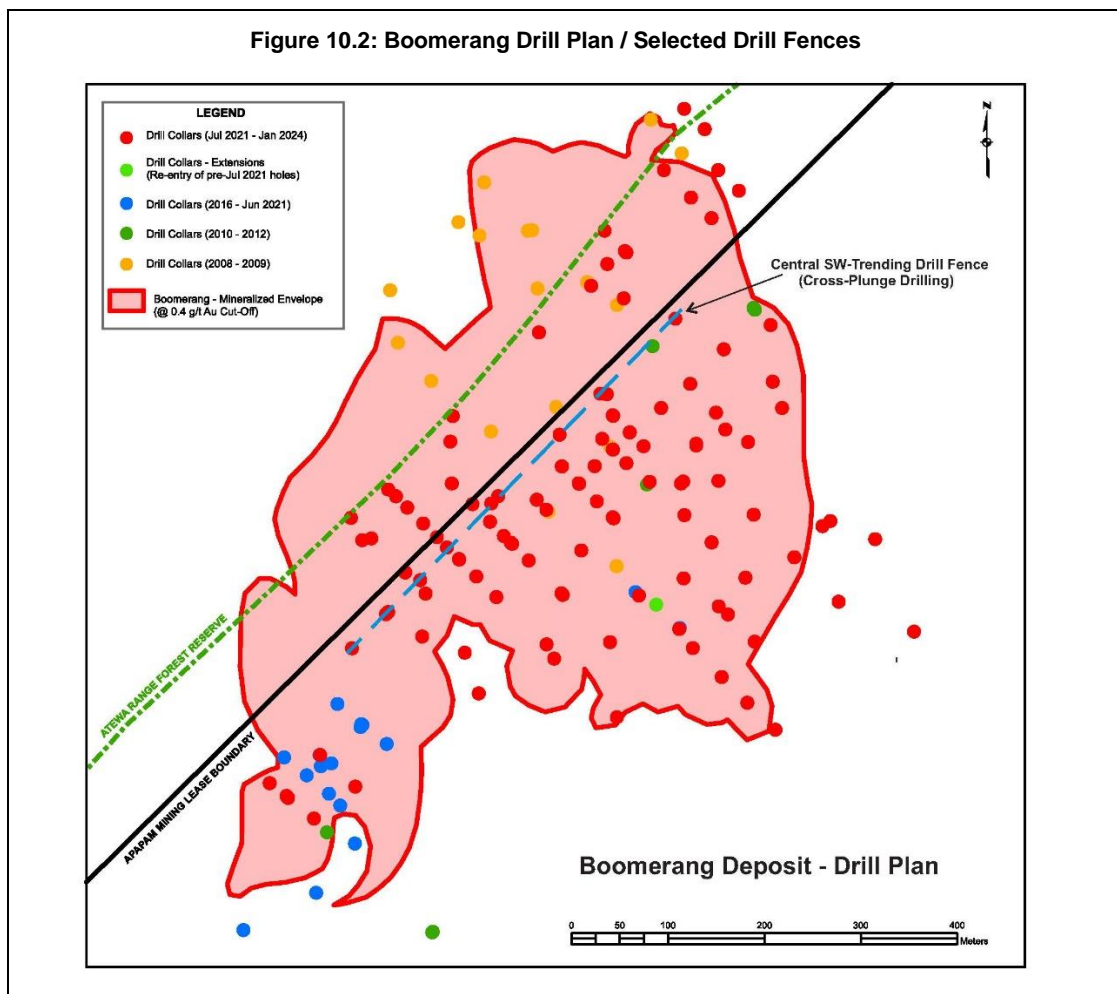 Figure 10.2: Boomerang Drill Plan / Selected Drill Fences
LEGEND
Drill Collars (Jul 2021 - Jan 2024)
Drill Collars - Extensions
(Re-entry of pre-Jul 2021 holes)
Drill Collars (2016 - Jun 2021)
Drill Collars (2010 - 2012)
Drill Collars (2008 - 2009)
Boomerang - Mineralized Envelope
(@ 0.4 g/t Au Cut-Off)
N
Central SW-Trending Drill Fence
(Cross-Plunge Drilling)
ATEWA RANGE FOREST RESERVE
APAPAM MINING LEASE BOUNDARY
Boomerang Deposit - Drill Plan
0 50 100 200 300 400
Meters